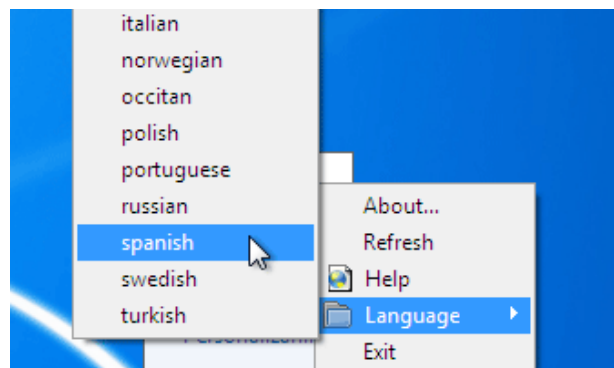 italian
norwegian
occitan
polish
portuguese
russian
spanish
swedish
turkish
About...
Refresh
Help
Language
Exit